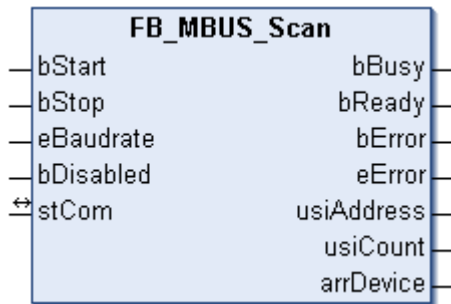 FB_MBUS_Scan
bStart bBusy
bStop bReady
eBaudrate bError
bDisabled eError
stCom usiAddress
usiCount
arrDevice